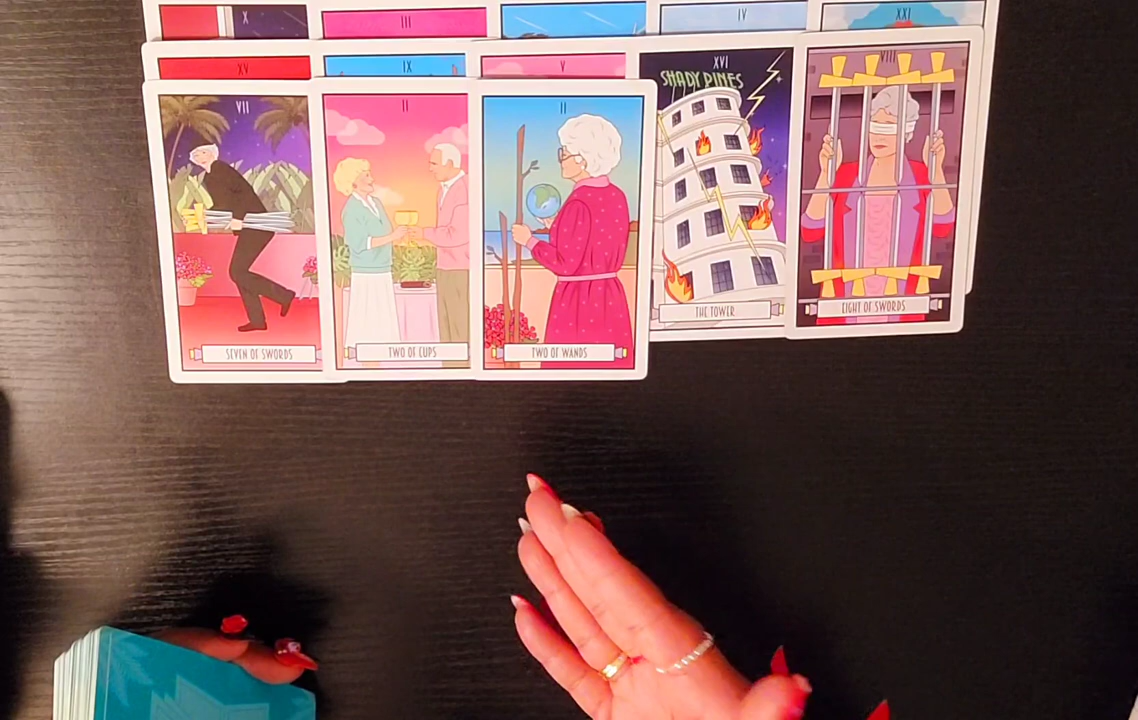 X
III
IV
XXI
XV
IX
V
XVI
SHADY PINES
VIII
VII
II
II
THE TOWER
EIGHT OF SWORDS
SEVEN OF SWORDS
TWO OF CUPS
TWO OF WANDS